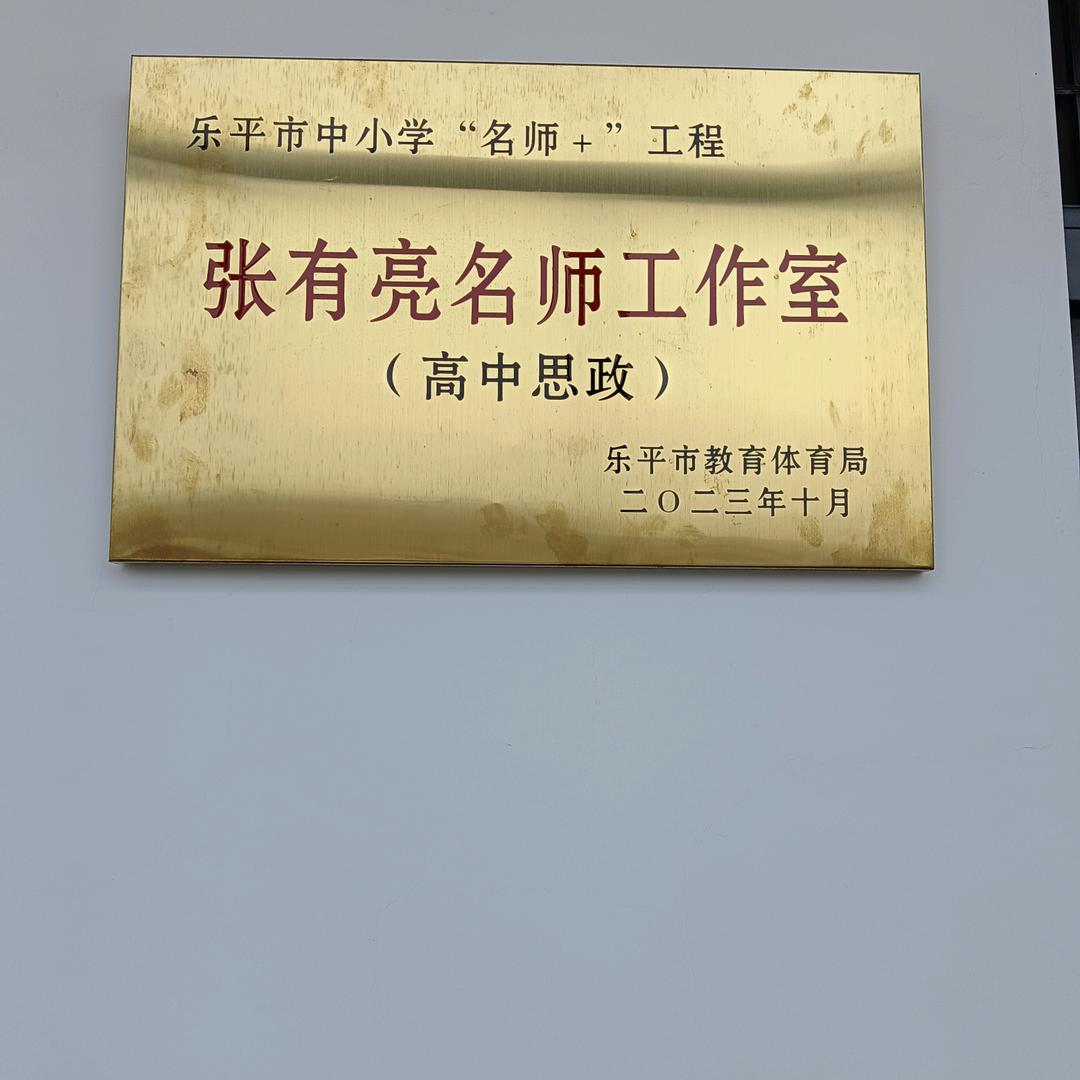 乐平市中小学“名师+”工程
张有亮名师工作室
（高中思政）
乐平市教育体育局
二〇二三年十月